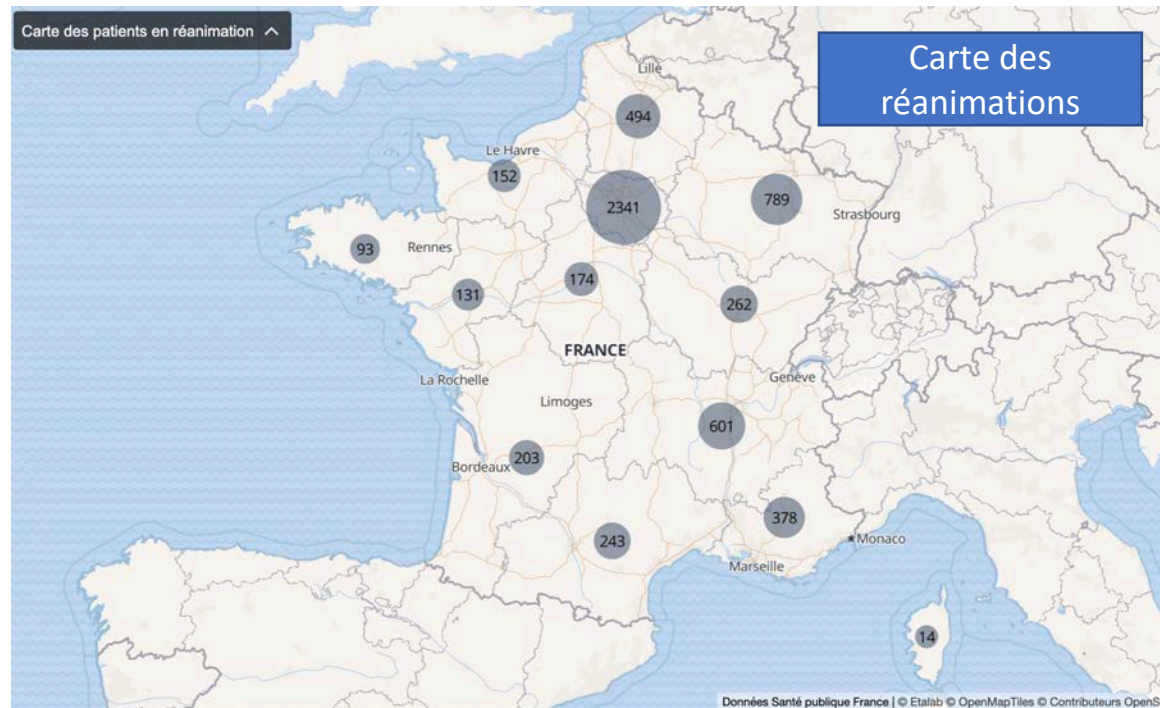 Carte des patients en réanimation
Carte des
réanimations
Lille
494
Le Havre
152
2341
789
Strasbourg
93
Rennes
131
174
262
FRANCE
La Rochelle
Limoges
Genève
601
203
Bordeaux
378
243
Monaco
Marseille
14
Données Santé publique France | © Etalab © OpenMapTiles © Contributeurs OpenS